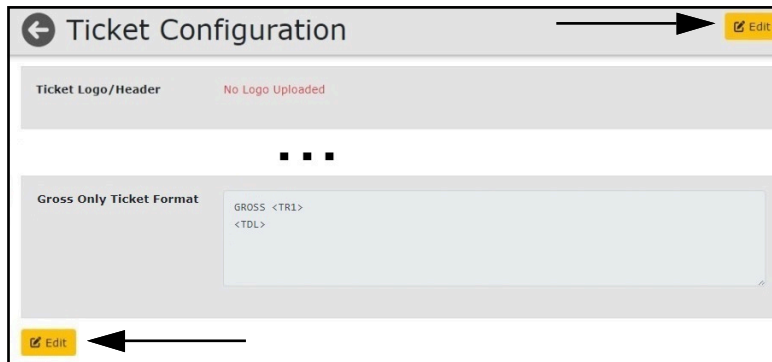 Ticket Configuration
Edit
Ticket Logo/Header No Logo Uploaded
...
Gross Only Ticket Format
GROSS <TR1>
<TDL>
Edit